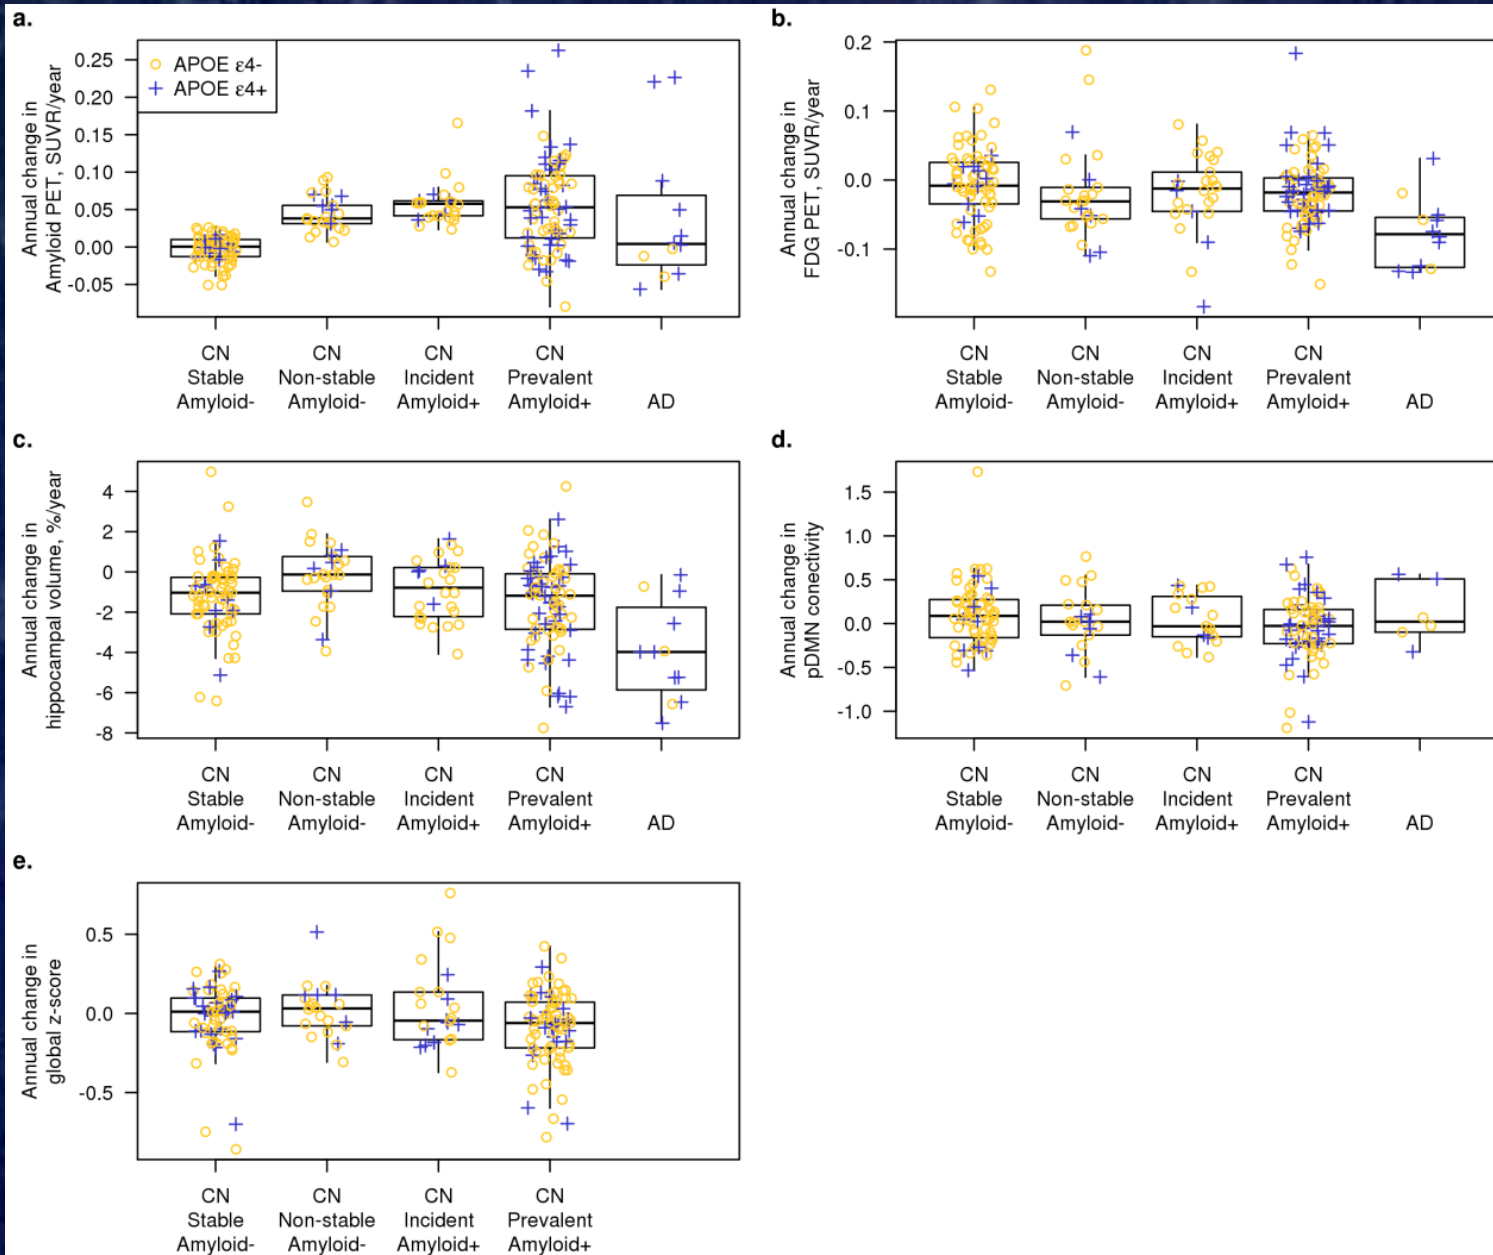 a.
Annual change in
Amyloid PET, SUVR/year
0.25
0.20
0.15
0.10
0.05
0.00
-0.05
APOE ε4-
APOE ε4+
CN
Stable
Amyloid-
CN
Non-stable
Amyloid-
CN
Incident
Amyloid+
CN
Prevalent
Amyloid+
AD
b.
Annual change in
FDG PET, SUVR/year
0.2
0.1
0.0
-0.1
CN
Stable
Amyloid-
CN
Non-stable
Amyloid-
CN
Incident
Amyloid+
CN
Prevalent
Amyloid+
AD
c.
Annual change in
hippocampal volume, %/year
4
2
0
-2
-4
-6
-8
CN
Stable
Amyloid-
CN
Non-stable
Amyloid-
CN
Incident
Amyloid+
CN
Prevalent
Amyloid+
AD
d.
Annual change in
pDMN conectivity
1.5
1.0
0.5
0.0
-0.5
-1.0
CN
Stable
Amyloid-
CN
Non-stable
Amyloid-
CN
Incident
Amyloid+
CN
Prevalent
Amyloid+
AD
e.
Annual change in
global z-score
0.5
0.0
-0.5
CN
Stable
Amyloid-
CN
Non-stable
Amyloid-
CN
Incident
Amyloid+
CN
Prevalent
Amyloid+